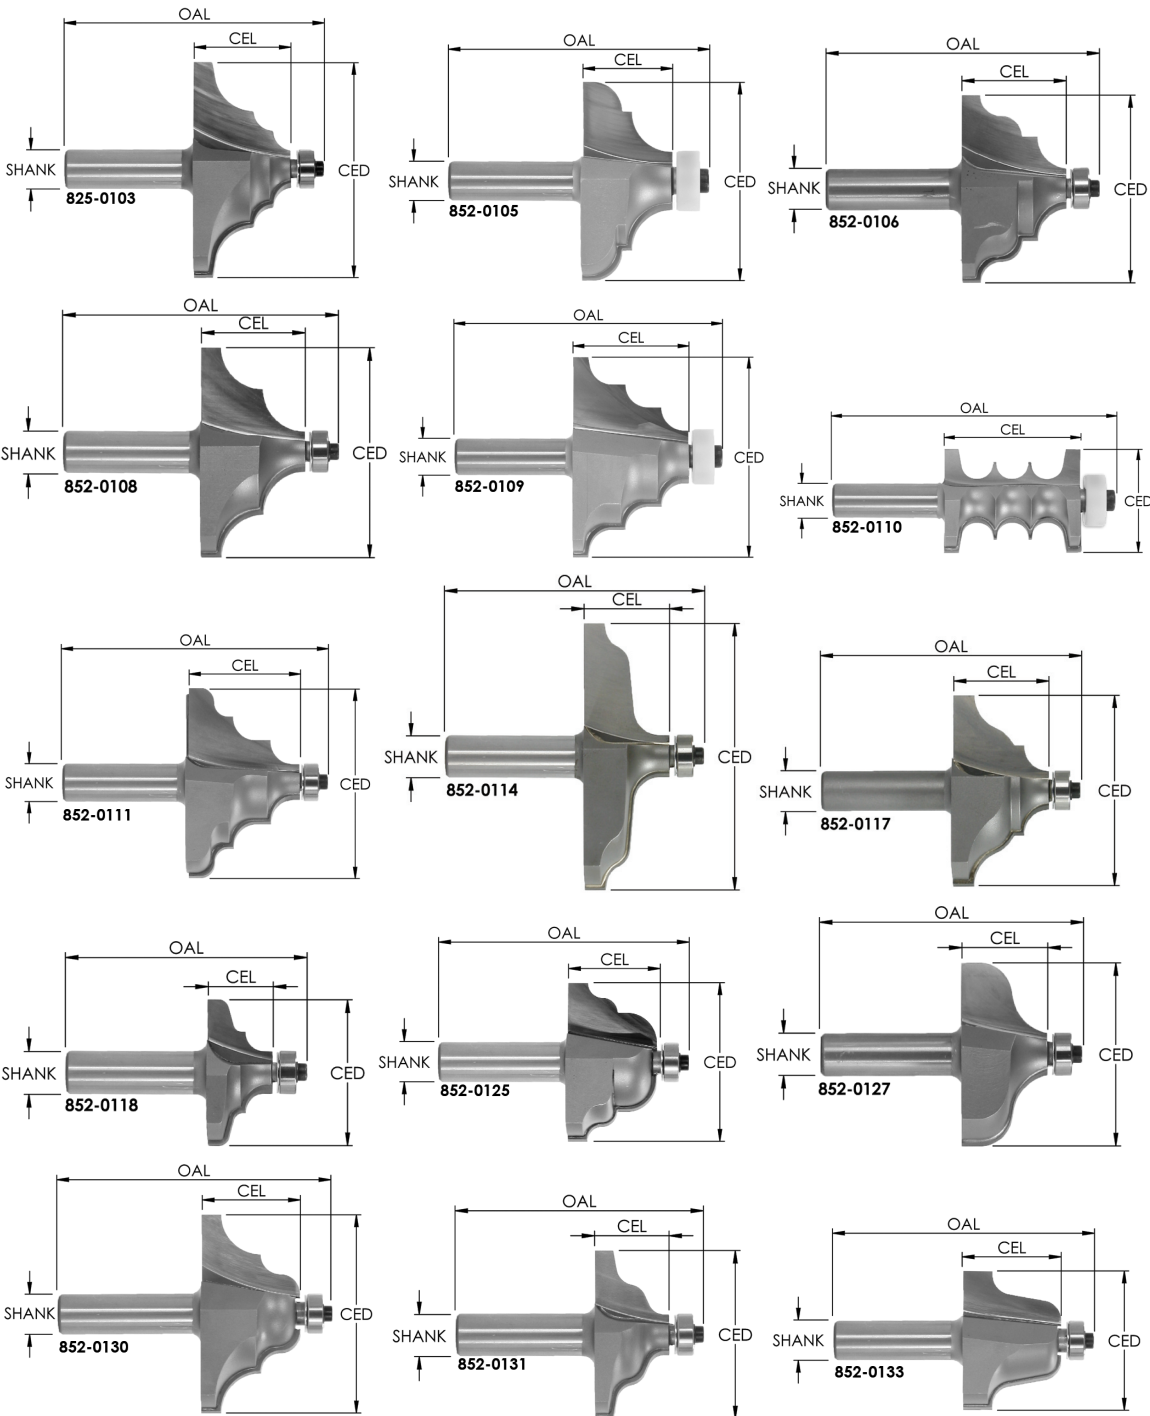 OAL
CEL
SHANK
CED
825-0103
OAL
CEL
SHANK
CED
852-0105
OAL
CEL
SHANK
CED
852-0106
OAL
CEL
SHANK
CED
852-0108
OAL
CEL
SHANK
CED
852-0109
OAL
CEL
SHANK
CED
852-0110
OAL
CEL
SHANK
CED
852-0111
OAL
CEL
SHANK
CED
852-0114
OAL
CEL
SHANK
CED
852-0117
OAL
CEL
SHANK
CED
852-0118
OAL
CEL
SHANK
CED
852-0125
OAL
CEL
SHANK
CED
852-0127
OAL
CEL
SHANK
CED
852-0130
OAL
CEL
SHANK
CED
852-0131
OAL
CEL
SHANK
CED
852-0133